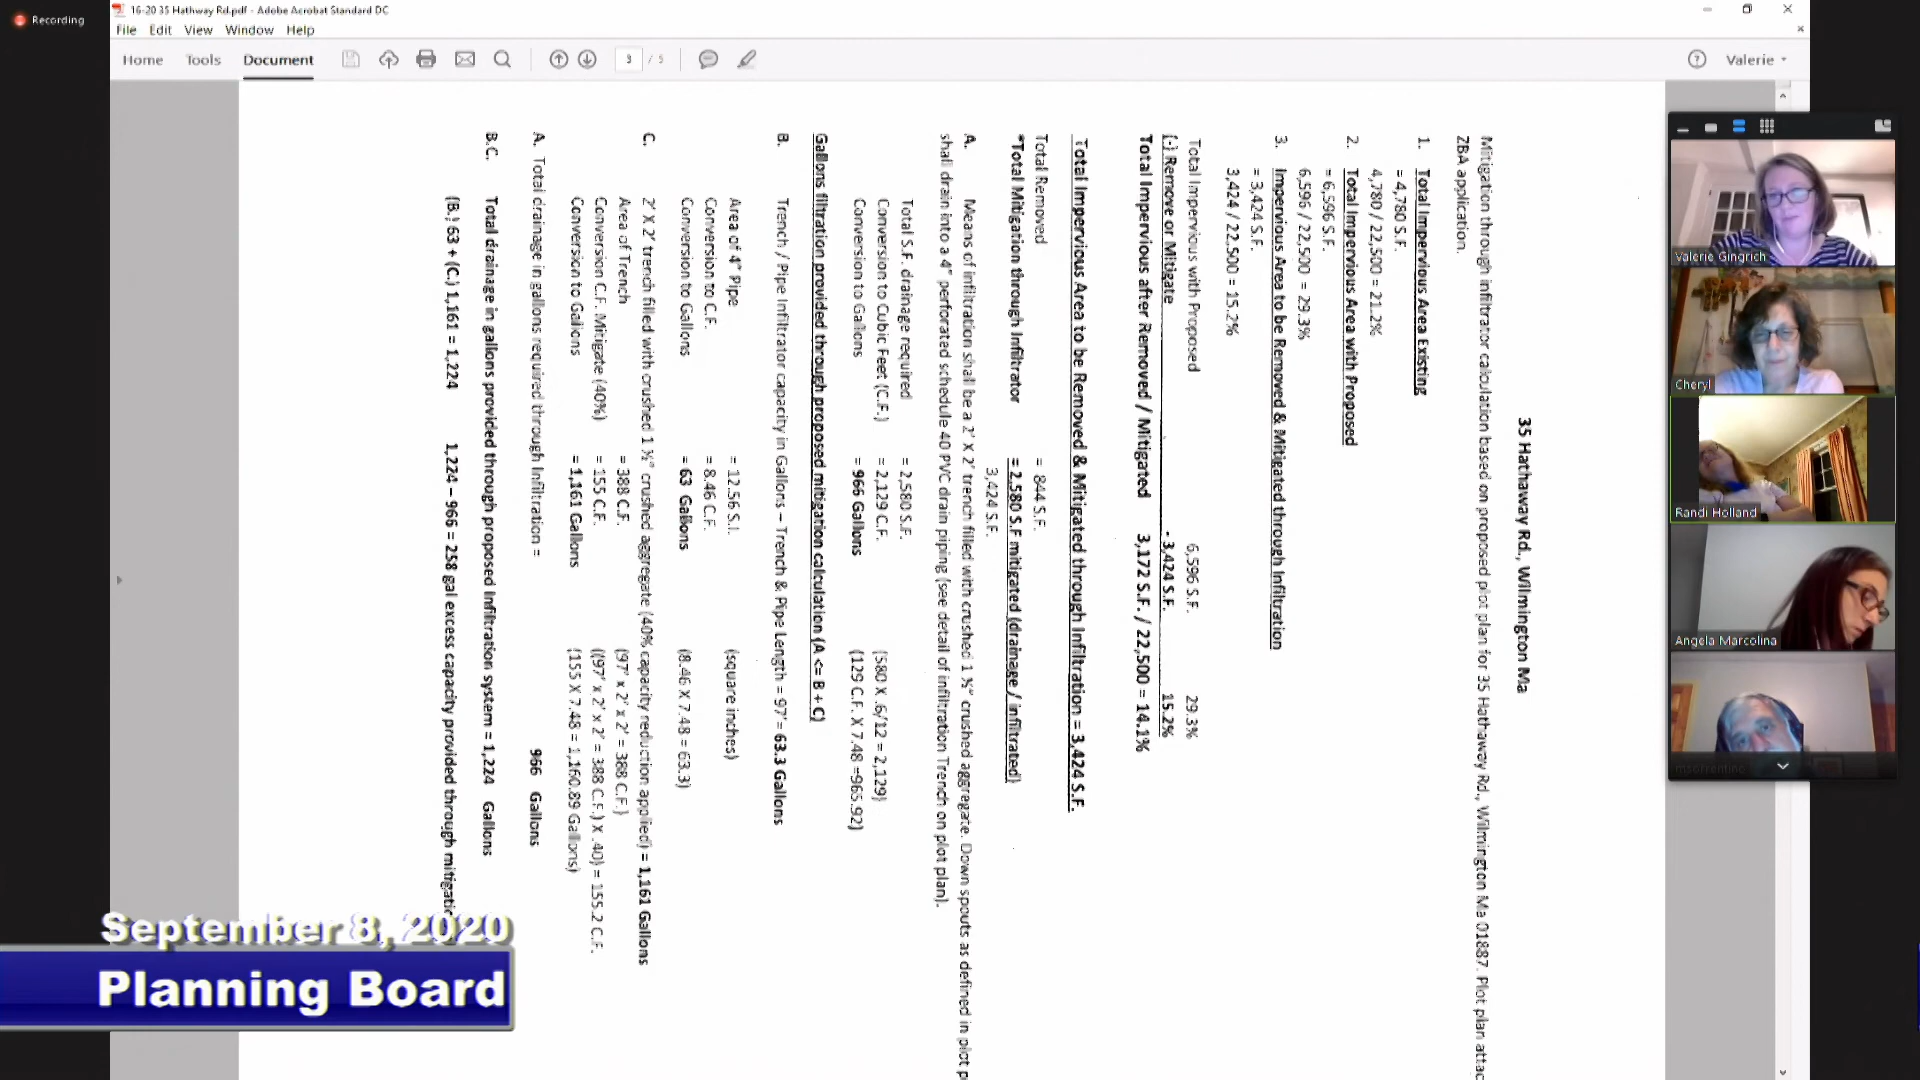 Recording
16-20 35 Hathway Rd.pdf - Adobe Acrobat Standard DC
File Edit View Window Help
Home Tools Document
3 / 5
Valerie
35 Hathaway Rd., Wilmington Ma
Mitigation through infiltrator calculation based on proposed plot plan for 35 Hathaway Rd., Wilmington Ma 01887. Plot plan attac
ZBA application.
1. Total Impervious Area Existing
= 4,780 S.F.
4,780 / 22,500 = 21.2%
2. Total Impervious Area with Proposed
= 6,596 S.F.
6,596 / 22,500 = 29.3%
3. Impervious Area to be Removed & Mitigated through Infiltration
= 3,424 S.F.
3,424 / 22,500 = 15.2%
Total Impervious with Proposed 6,596 S.F. 29.3%
(-) Remove or Mitigate - 3,424 S.F. 15.2%
Total Impervious after Removed / Mitigated 3,172 S.F. / 22,500 = 14.1%
Total Impervious Area to be Removed & Mitigated through Infiltration = 3,424 S.F.
Total Removed = 844 S.F.
*Total Mitigation through Infiltrator = 2,580 S.F mitigated (drainage / infiltrated)
3,424 S.F.
A. Means of infiltration shall be a 2' X 2' trench filled with crushed 1 ½" crushed aggregate. Down spouts as defined in plot p
shall drain into a 4" perforated schedule 40 PVC drain piping (see detail of infiltration Trench on plot plan).
Total S.F. drainage required = 2,580 S.F.
Conversion to Cubic Feet (C.F.) = 2,129 C.F. (580 X .6/12 = 2,129)
Conversion to Gallons = 966 Gallons (129 C.F. X 7.48 =965.92)
Gallons filtration provided through proposed mitigation calculation (A <= B + C)
B. Trench / Pipe Infiltrator capacity in Gallons – Trench & Pipe Length = 97' = 63.3 Gallons
Area of 4" Pipe = 12.56 S.I. (square inches)
Conversion to C.F. = 8.46 C.F.
Conversion to Gallons = 63 Gallons (8.46 X 7.48 = 63.3)
C. 2' X 2' trench filled with crushed 1 ½" crushed aggregate (40% capacity reduction applied) = 1,161 Gallons
Area of Trench = 388 C.F. (97' x 2' x 2' = 388 C.F.)
Conversion C.F. Mitigate (40%) = 155 C.F. ((97' x 2' x 2' = 388 C.F.) X .40) = 155.2 C.F.
Conversion to Gallons = 1,161 Gallons (155 X 7.48 = 1,160.89 Gallons)
A. Total drainage in gallons required through Infiltration = 966 Gallons
B.C. Total drainage in gallons provided through proposed infiltration system = 1,224 Gallons
(B.) 63 + (C.) 1,161 = 1,224 1,224 – 966 = 258 gal excess capacity provided through mitigatio
Valerie Gingrich
Cheryl
Randi Holland
Angela Marcolina
msorrentino
September 8, 2020
Planning Board